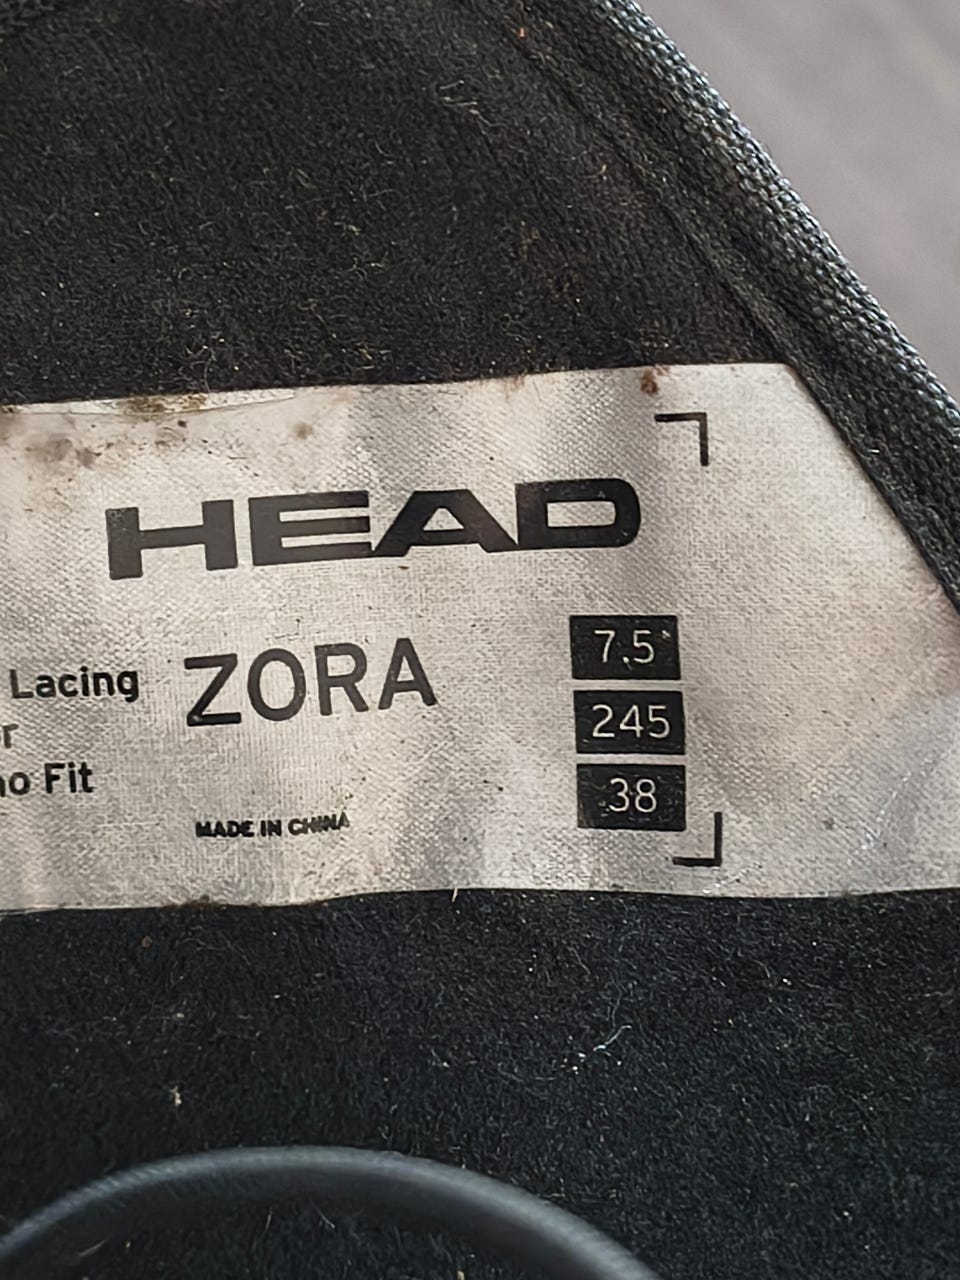 HEAD
ZORA
7.5
245
38
Lacing
Fit
MADE IN CHINA